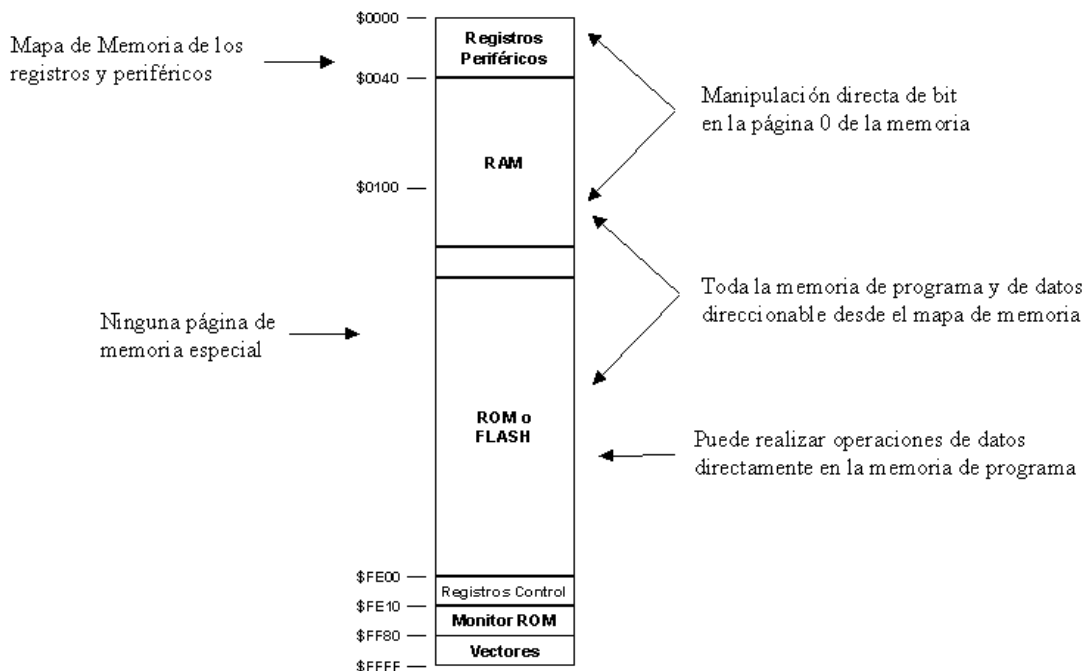 $0000
Registros
Periféricos
Mapa de Memoria de los
registros y periféricos
$0040
Manipulación directa de bit
en la página 0 de la memoria
RAM
$0100
Toda la memoria de programa y de datos
direccionable desde el mapa de memoria
Ninguna página de
memoria especial
ROM o
FLASH
Puede realizar operaciones de datos
directamente en la memoria de programa
$FE00
Registros Control
$FE10
Monitor ROM
$FF80
Vectores
$FFFF